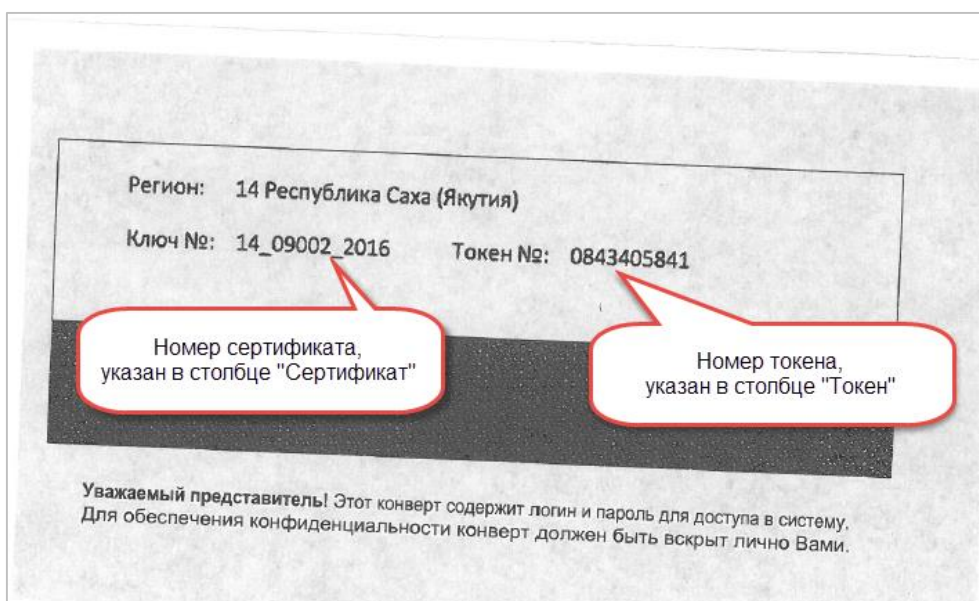 Регион: 14 Республика Саха (Якутия)
Ключ №: 14_09002_2016 Токен №: 0843405841
Номер сертификата,
указан в столбце "Сертификат"
Номер токена,
указан в столбце "Токен"
Уважаемый представитель! Этот конверт содержит логин и пароль для доступа в систему.
Для обеспечения конфиденциальности конверт должен быть вскрыт лично Вами.